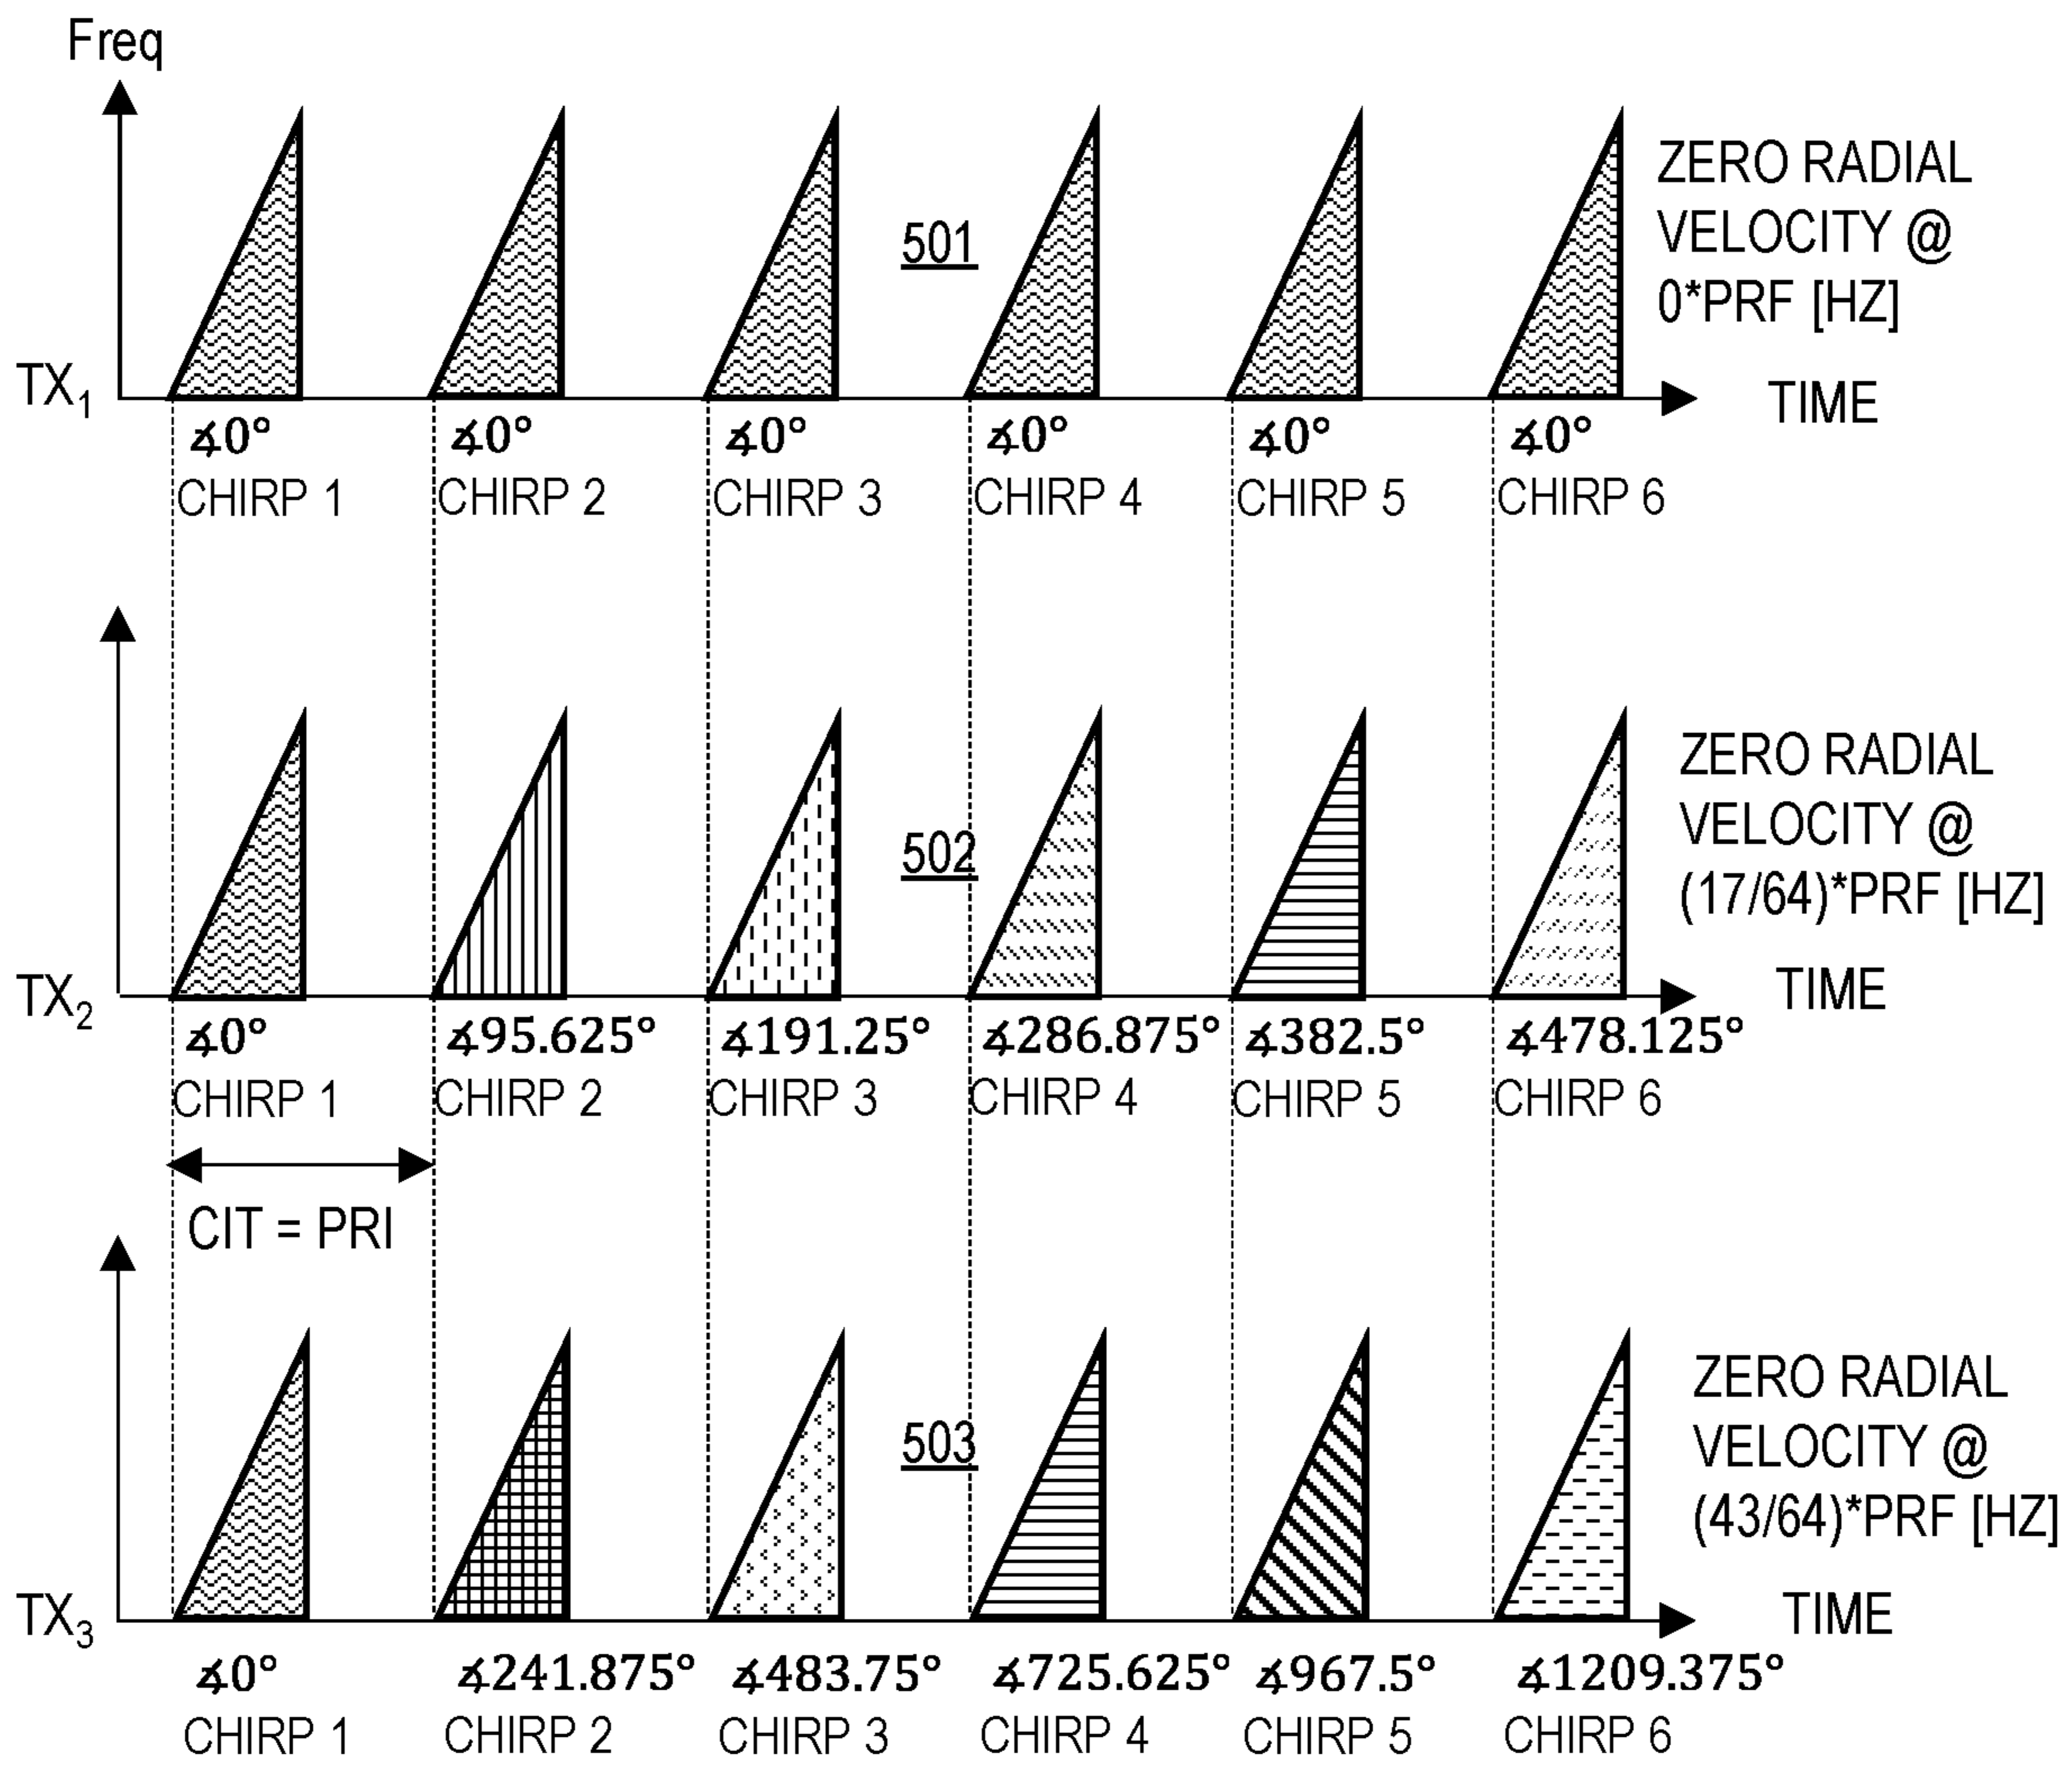 Freq
ZERO RADIAL
VELOCITY @
0*PRF [HZ]
501
TX1
TIME
∡0° ∡0° ∡0° ∡0° ∡0° ∡0°
CHIRP 1 CHIRP 2 CHIRP 3 CHIRP 4 CHIRP 5 CHIRP 6
ZERO RADIAL
VELOCITY @
(17/64)*PRF [HZ]
502
TX2
TIME
∡0° ∡95.625° ∡191.25° ∡286.875° ∡382.5° ∡478.125°
CHIRP 1 CHIRP 2 CHIRP 3 CHIRP 4 CHIRP 5 CHIRP 6
CIT = PRI
ZERO RADIAL
VELOCITY @
(43/64)*PRF [HZ]
503
TX3
TIME
∡0° ∡241.875° ∡483.75° ∡725.625° ∡967.5° ∡1209.375°
CHIRP 1 CHIRP 2 CHIRP 3 CHIRP 4 CHIRP 5 CHIRP 6